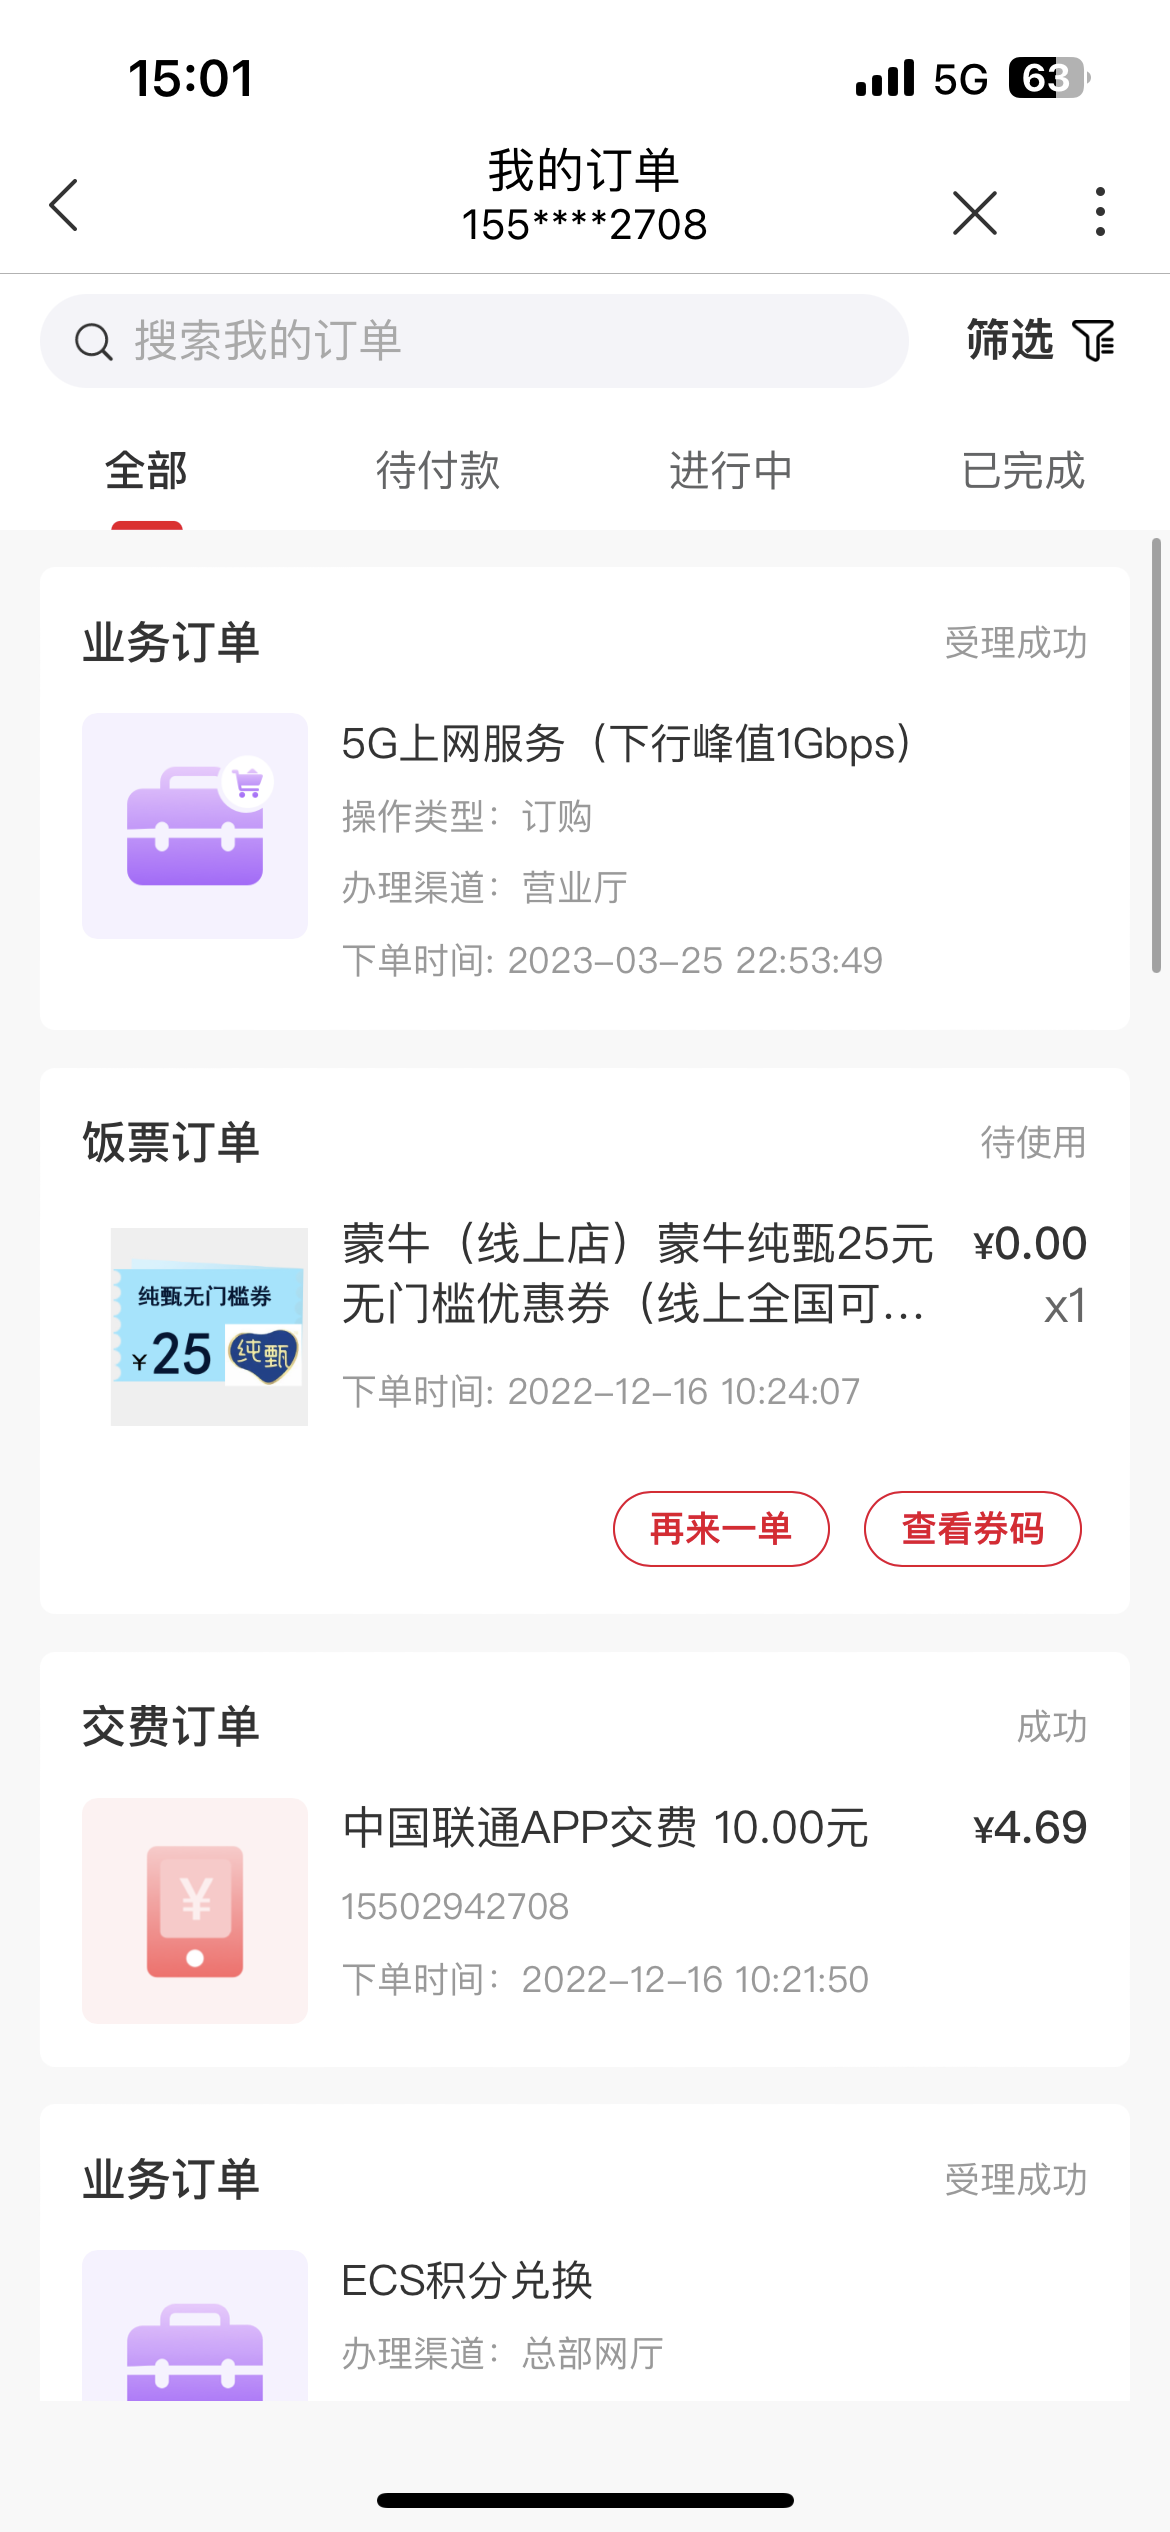 15:01
5G
63
我的订单
155****2708
搜索我的订单
筛选
全部
待付款
进行中
已完成
业务订单
受理成功
5G上网服务（下行峰值1Gbps）
操作类型：订购
办理渠道：营业厅
下单时间: 2023-03-25 22:53:49
饭票订单
待使用
纯甄无门槛券
¥25
纯甄
蒙牛（线上店）蒙牛纯甄25元
¥0.00
无门槛优惠券（线上全国可...
x1
下单时间: 2022-12-16 10:24:07
再来一单
查看券码
交费订单
成功
¥
中国联通APP交费 10.00元
¥4.69
15502942708
下单时间：2022-12-16 10:21:50
业务订单
受理成功
ECS积分兑换
办理渠道：总部网厅